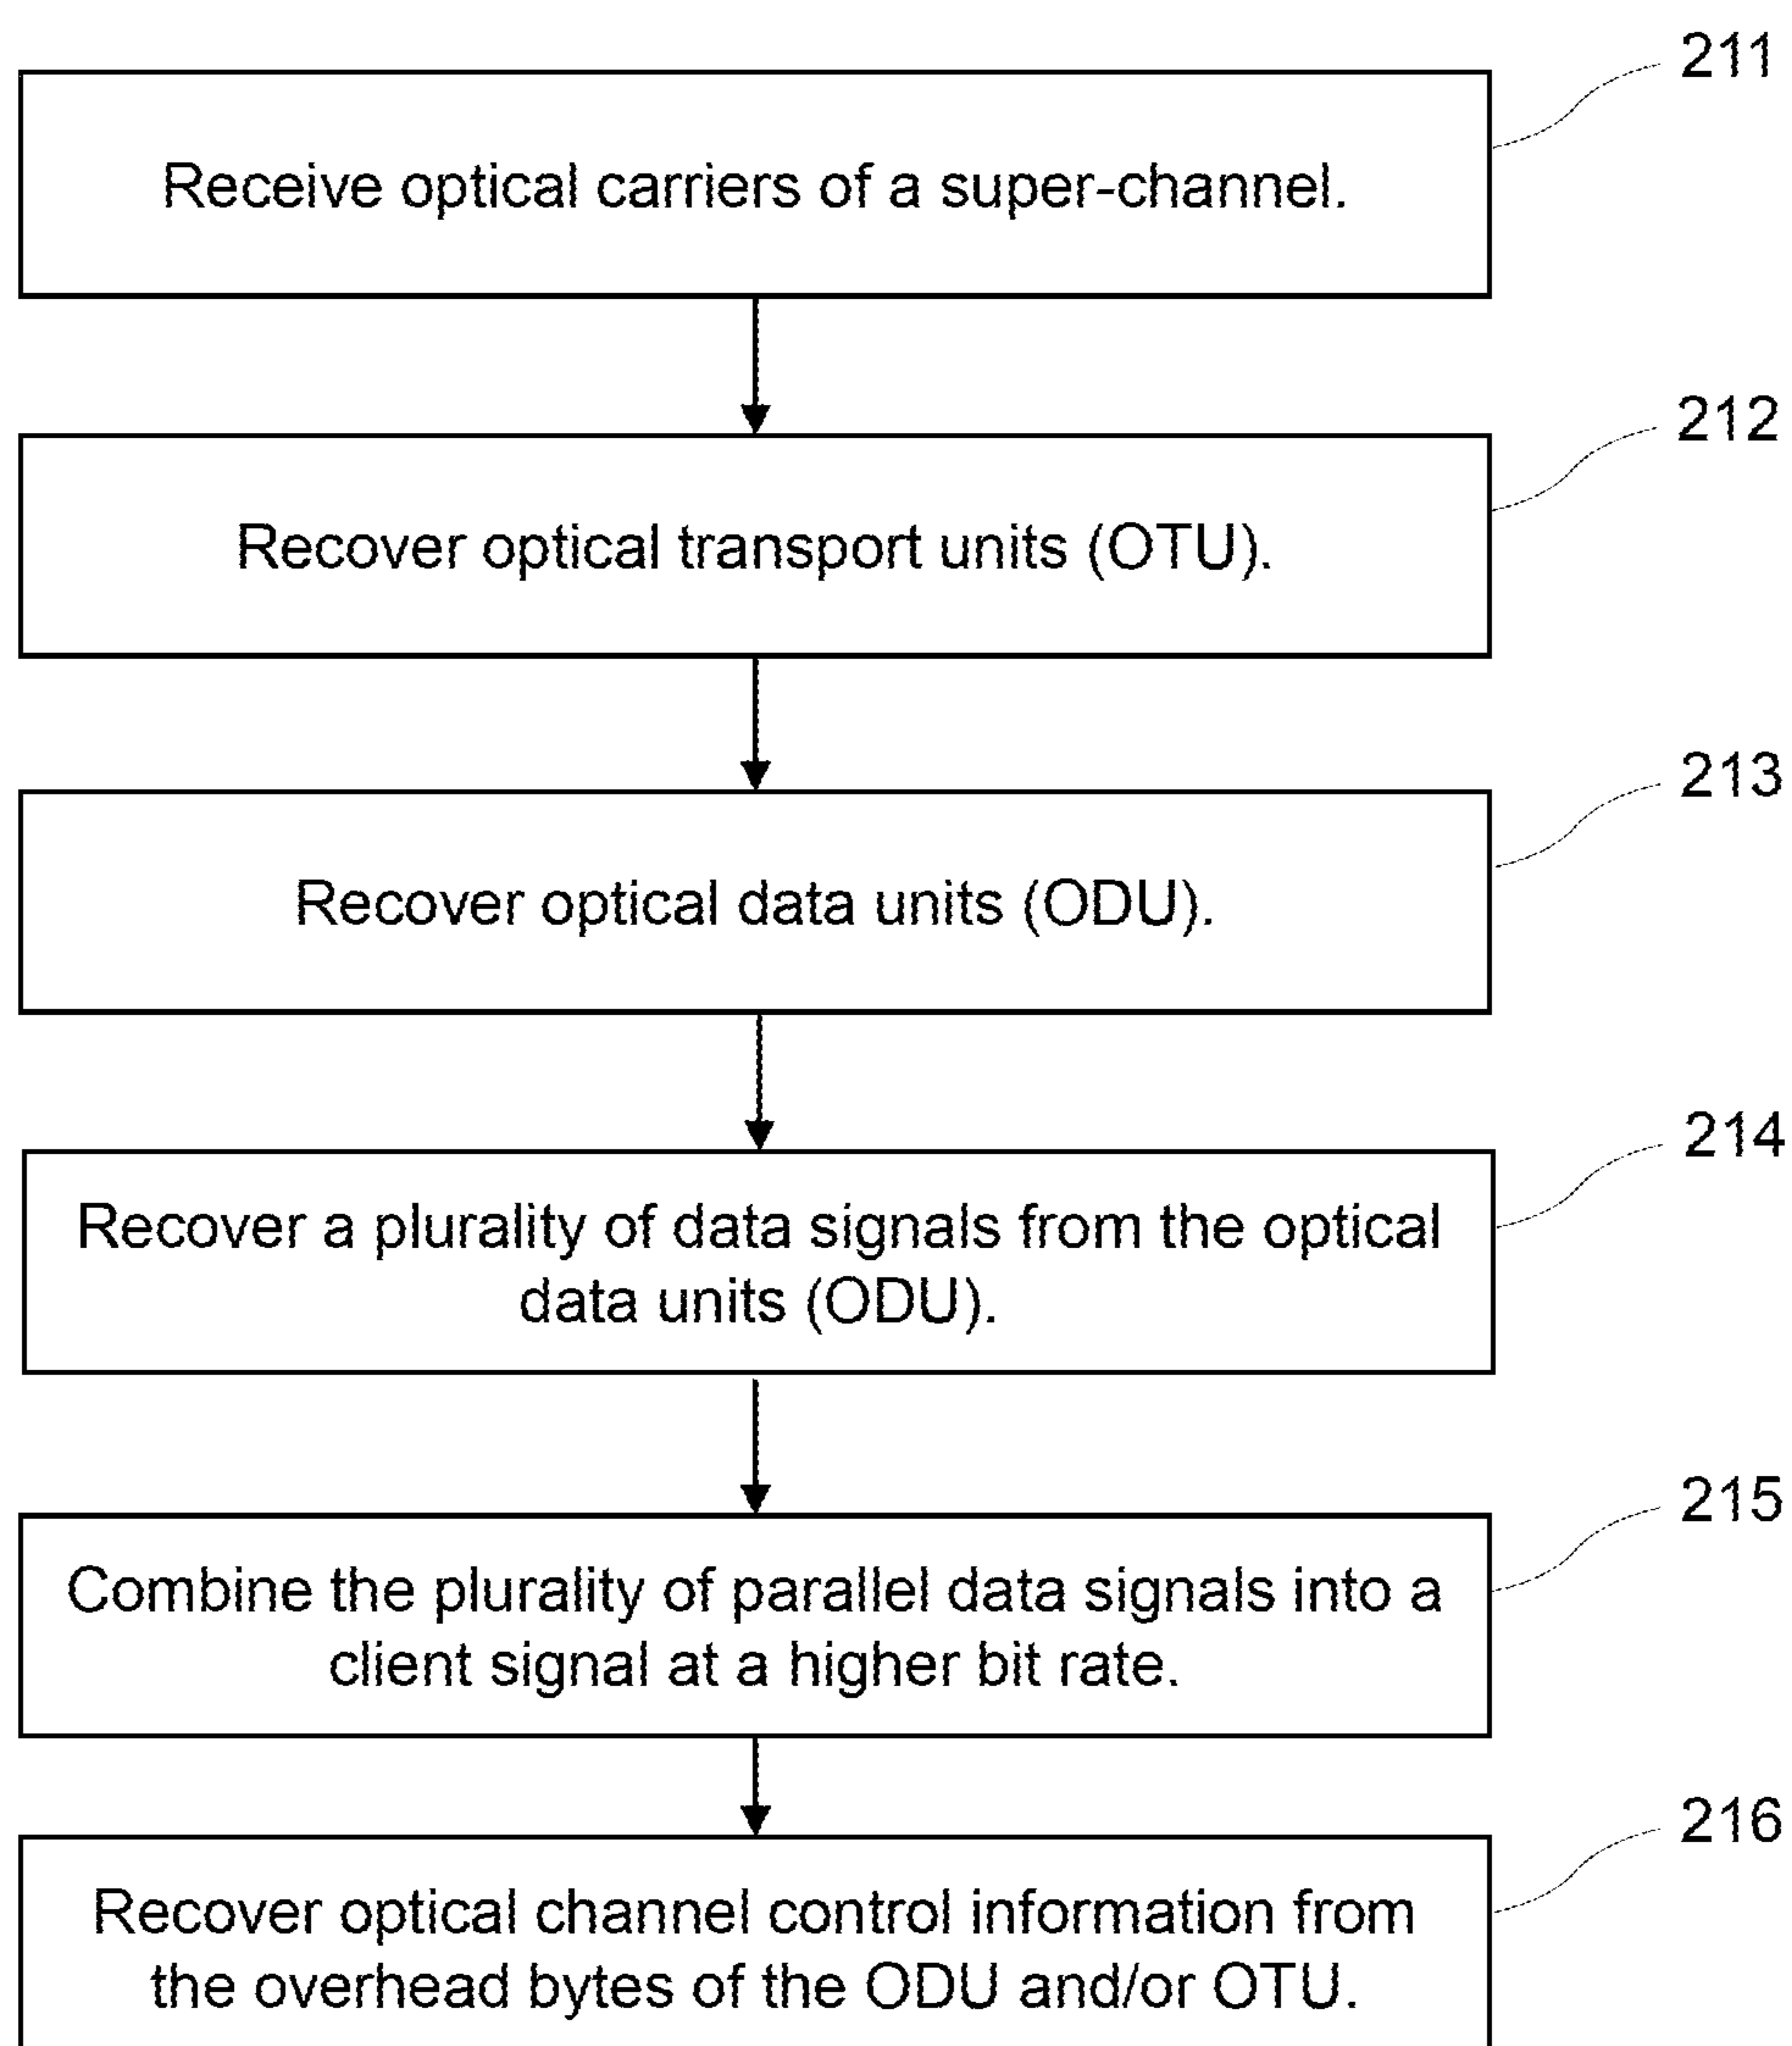 211
Receive optical carriers of a super-channel.
212
Recover optical transport units (OTU).
213
Recover optical data units (ODU).
214
Recover a plurality of data signals from the optical
data units (ODU).
215
Combine the plurality of parallel data signals into a
client signal at a higher bit rate.
216
Recover optical channel control information from
the overhead bytes of the ODU and/or OTU.